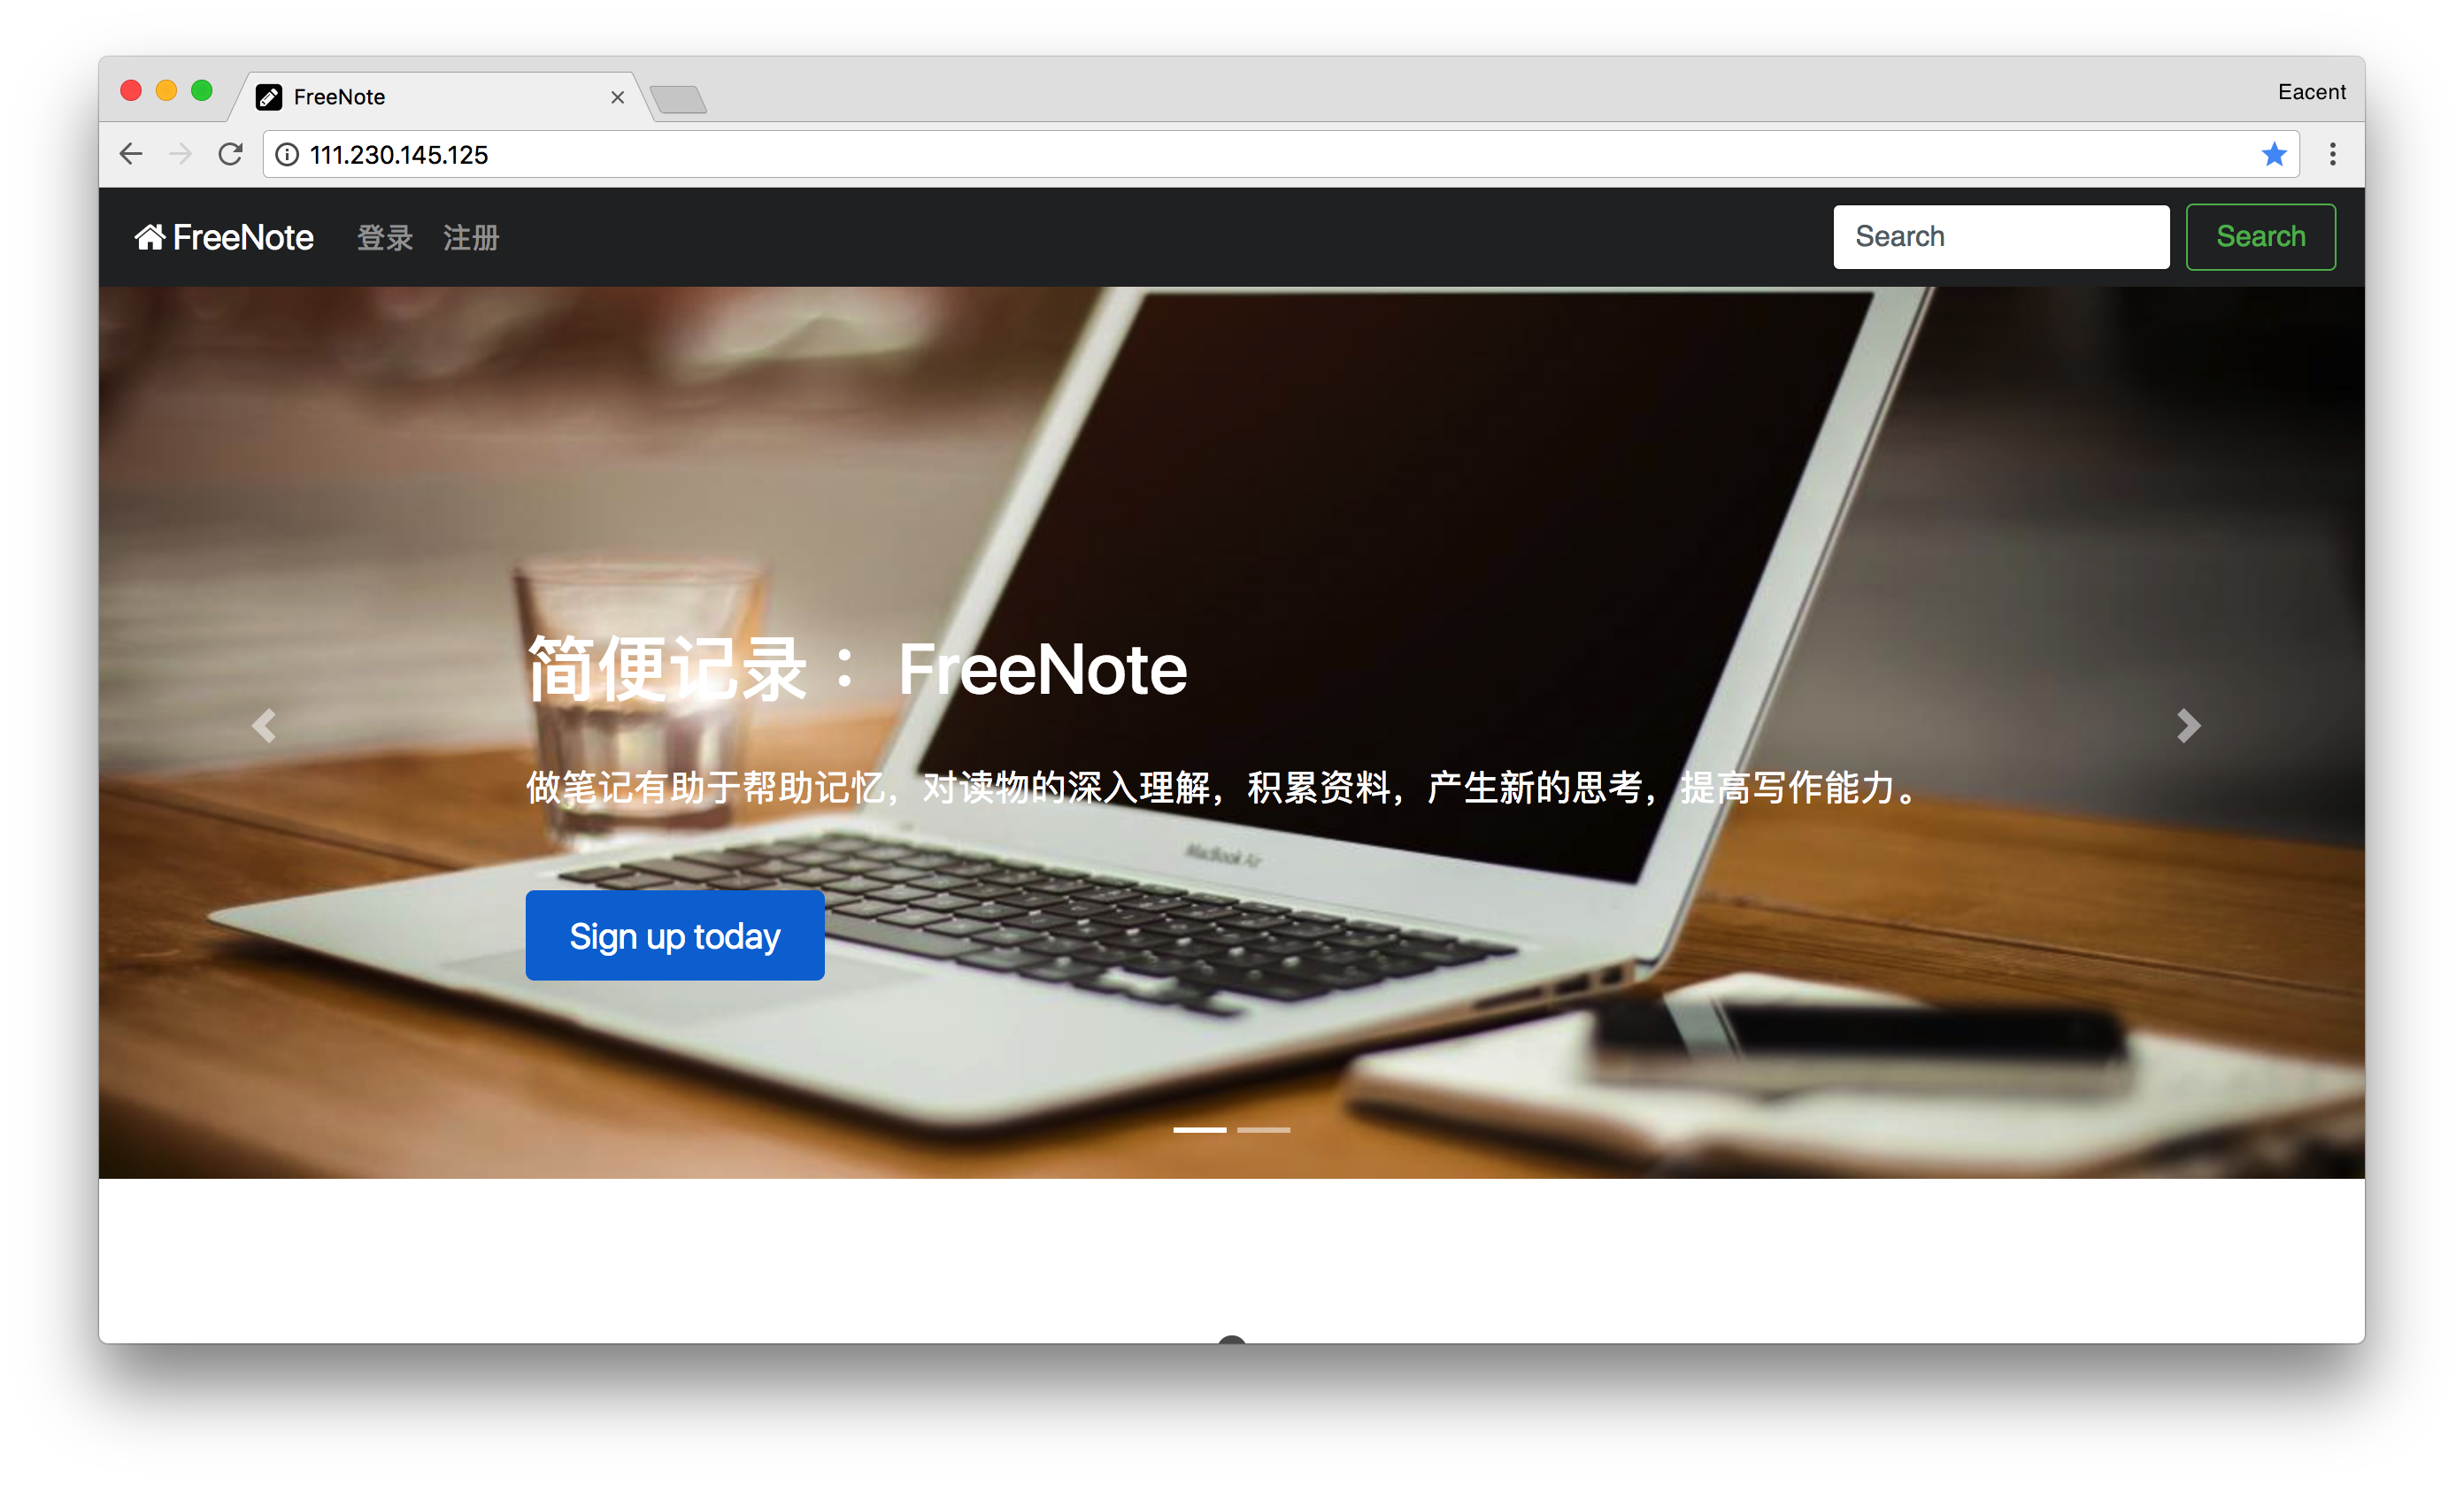 FreeNote
Eacent
111.230.145.125
FreeNote 登录 注册 Search Search
简便记录： FreeNote
做笔记有助于帮助记忆，对读物的深入理解，积累资料，产生新的思考，提高写作能力。
MacBook Air
Sign up today